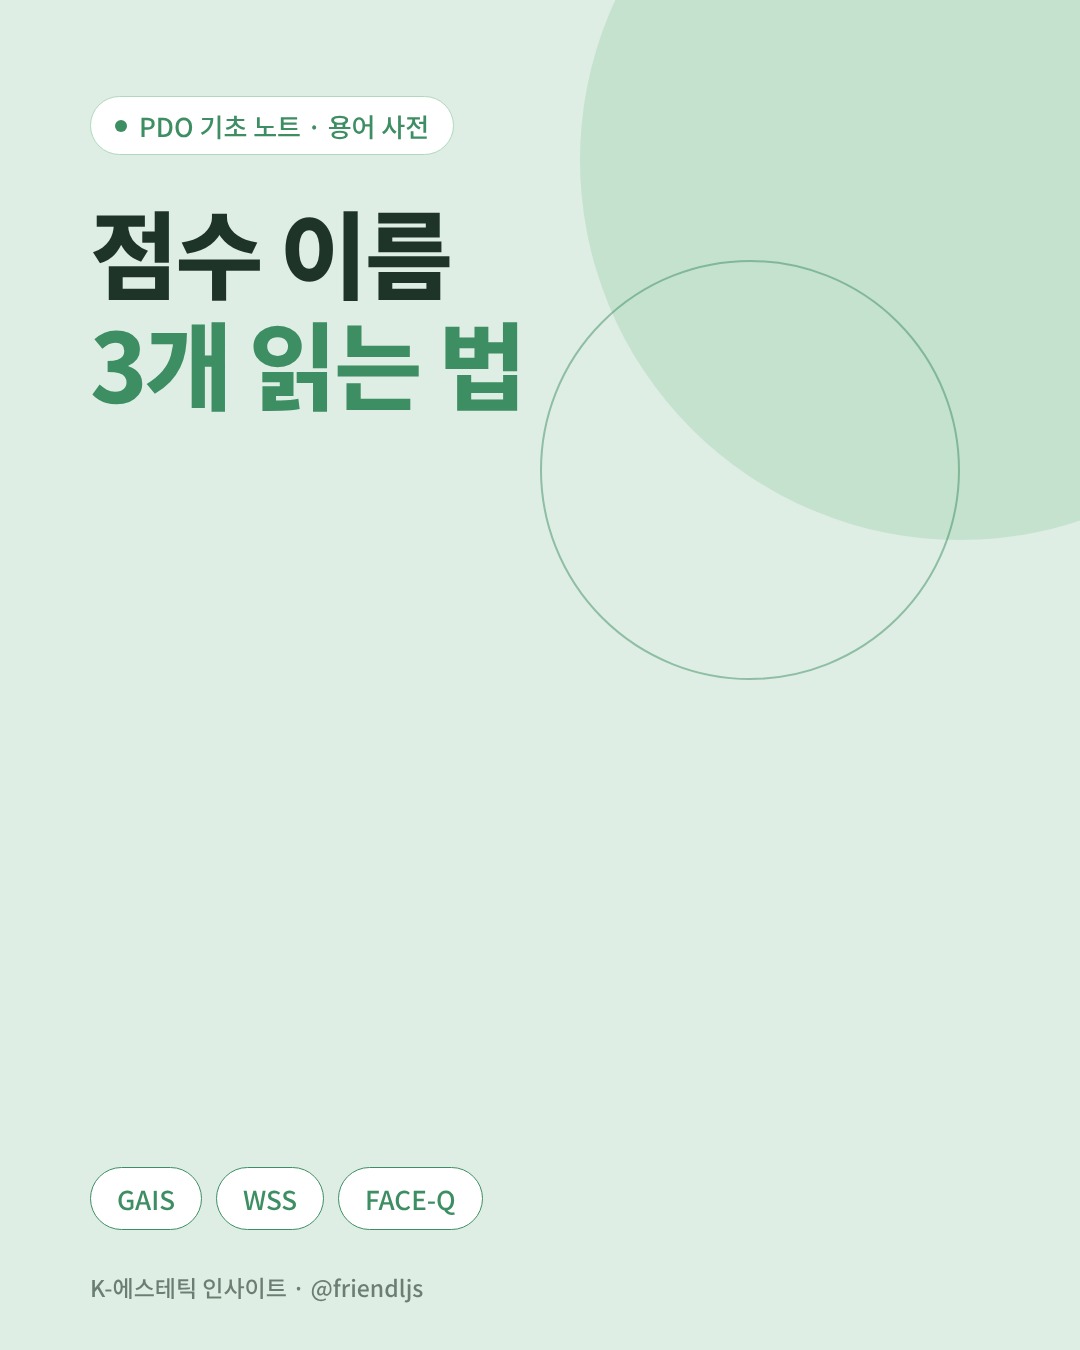 PDO 기초 노트 · 용어 사전
점수 이름
3개 읽는 법
GAIS
WSS
FACE-Q
K-에스테틱 인사이트 · @friendljs